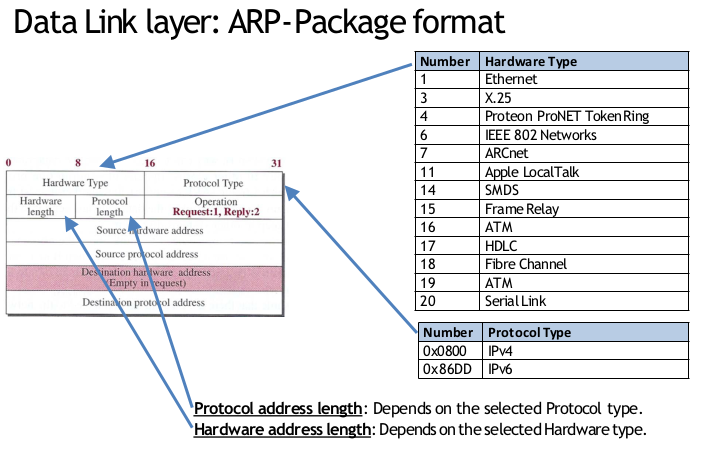 Data Link layer: ARP-Package format
Number Hardware Type
1 Ethernet
3 X.25
4 Proteon ProNET Token Ring
6 IEEE 802 Networks
7 ARCnet
11 Apple LocalTalk
14 SMDS
15 Frame Relay
16 ATM
17 HDLC
18 Fibre Channel
19 ATM
20 Serial Link
0 8 16 31
Hardware Type Protocol Type
Hardware length Protocol length Operation
Request:1, Reply:2
Source hardware address
Source protocol address
Destination hardware address
(Empty in request)
Destination protocol address
Number Protocol Type
0x0800 IPv4
0x86DD IPv6
Protocol address length: Depends on the selected Protocol type.
Hardware address length: Depends on the selected Hardware type.